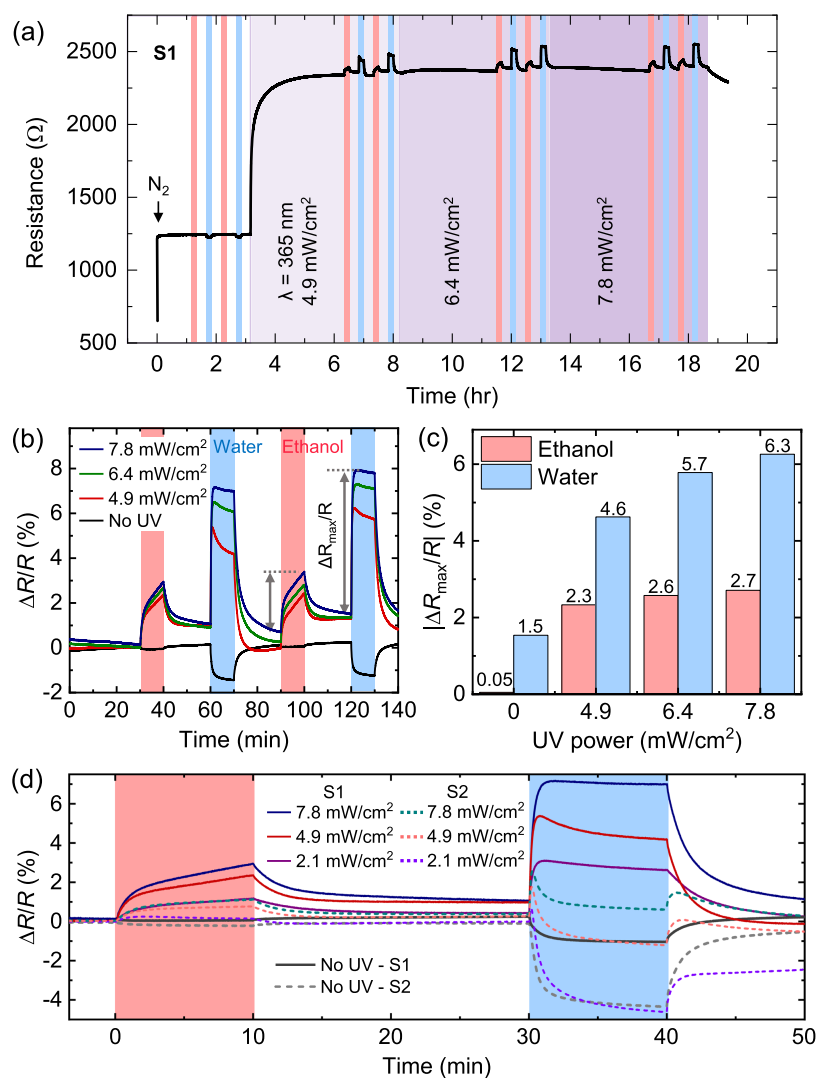 (a)
S1
N₂
λ = 365 nm
4.9 mW/cm²
6.4 mW/cm²
7.8 mW/cm²
2500
2000
1500
1000
500
Resistance (Ω)
0 2 4 6 8 10 12 14 16 18 20
Time (hr)
(b)
7.8 mW/cm²
6.4 mW/cm²
4.9 mW/cm²
No UV
Water
Ethanol
ΔRmax/R
8
6
4
2
0
-2
ΔR/R (%)
0 20 40 60 80 100 120 140
Time (min)
(c)
Ethanol
Water
0.05
1.5
2.3
4.6
2.6
5.7
2.7
6.3
6
4
2
0
|ΔRmax/R| (%)
0 4.9 6.4 7.8
UV power (mW/cm²)
(d)
S1 S2
7.8 mW/cm² 7.8 mW/cm²
4.9 mW/cm² 4.9 mW/cm²
2.1 mW/cm² 2.1 mW/cm²
No UV - S1
No UV - S2
6
4
2
0
-2
-4
ΔR/R (%)
0 10 20 30 40 50
Time (min)